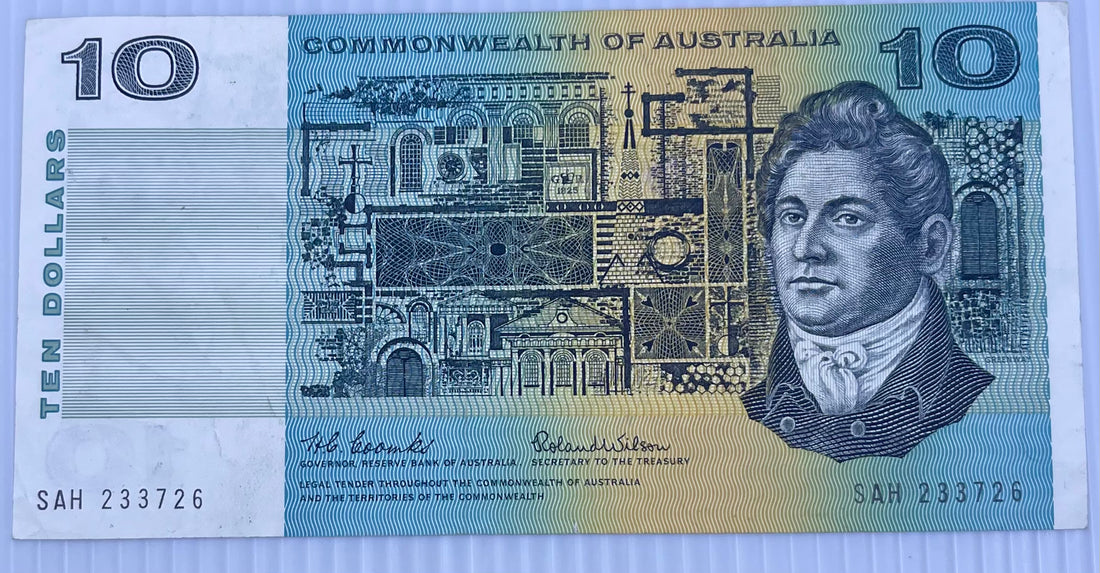 10
COMMONWEALTH OF AUSTRALIA
10
TEN DOLLARS
H.C. Coombs
Roland Wilson
GOVERNOR, RESERVE BANK OF AUSTRALIA.
SECRETARY TO THE TREASURY
LEGAL TENDER THROUGHOUT THE COMMONWEALTH OF AUSTRALIA
AND THE TERRITORIES OF THE COMMONWEALTH
SAH 233726
SAH 233726